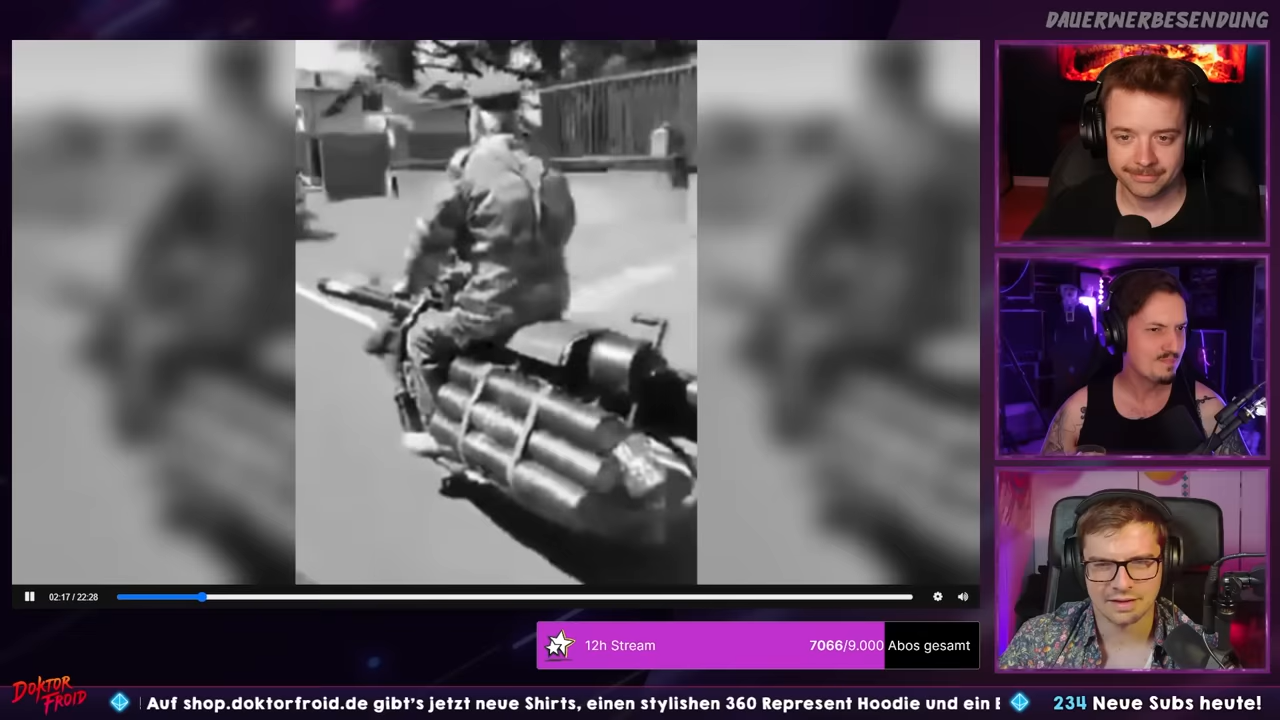 DAUERWERBESENDUNG
02:17 / 22:28
12h Stream
7066/9.000 Abos gesamt
DOKTOR
FROID
Auf shop.doktorfroid.de gibt's jetzt neue Shirts, einen stylishen 360 Represent Hoodie und ein
234 Neue Subs heute!